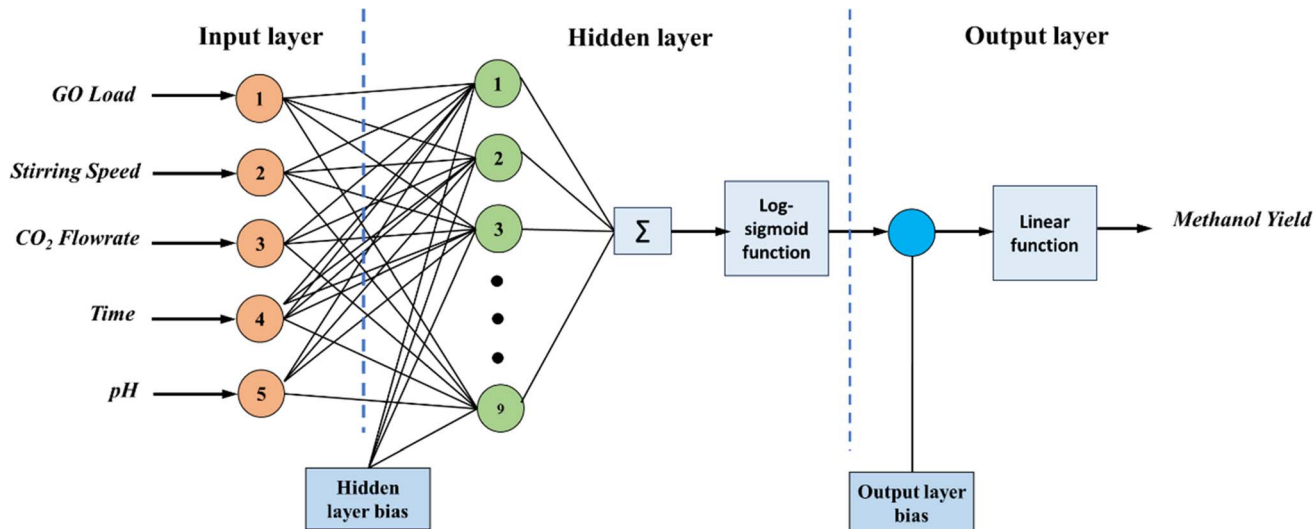 Input layer
Hidden layer
Output layer
GO Load
1
Stirring Speed
2
CO₂ Flowrate
3
Time
4
pH
5
1
2
3
9
Hidden
layer bias
Σ
Log-
sigmoid
function
Output layer
bias
Linear
function
Methanol Yield